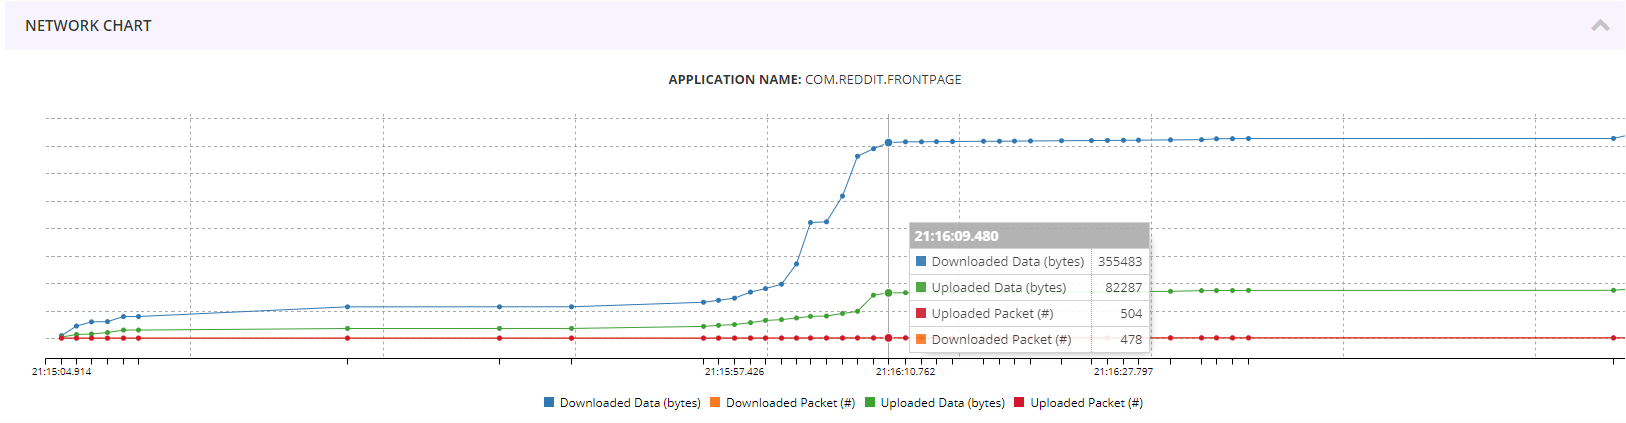 NETWORK CHART
APPLICATION NAME: COM.REDDIT.FRONTPAGE
21:16:09.480
Downloaded Data (bytes) 355483
Uploaded Data (bytes) 82287
Uploaded Packet (#) 504
Downloaded Packet (#) 478
21:15:04.914 21:15:57.426 21:16:10.762 21:16:27.797
Downloaded Data (bytes) Downloaded Packet (#) Uploaded Data (bytes) Uploaded Packet (#)